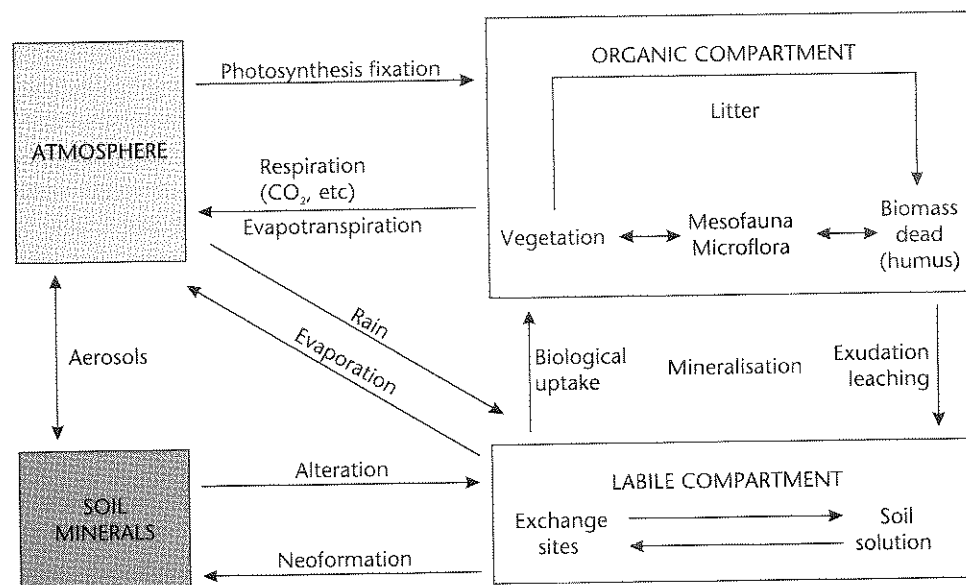 Photosynthesis fixation
ORGANIC COMPARTMENT
Litter
ATMOSPHERE
Respiration
(CO₂, etc)
Evapotranspiration
Vegetation
Mesofauna
Microflora
Biomass
dead
(humus)
Rain
Evaporation
Aerosols
Biological
uptake
Mineralisation
Exudation
leaching
Alteration
LABILE COMPARTMENT
SOIL
MINERALS
Exchange
sites
Soil
solution
Neoformation